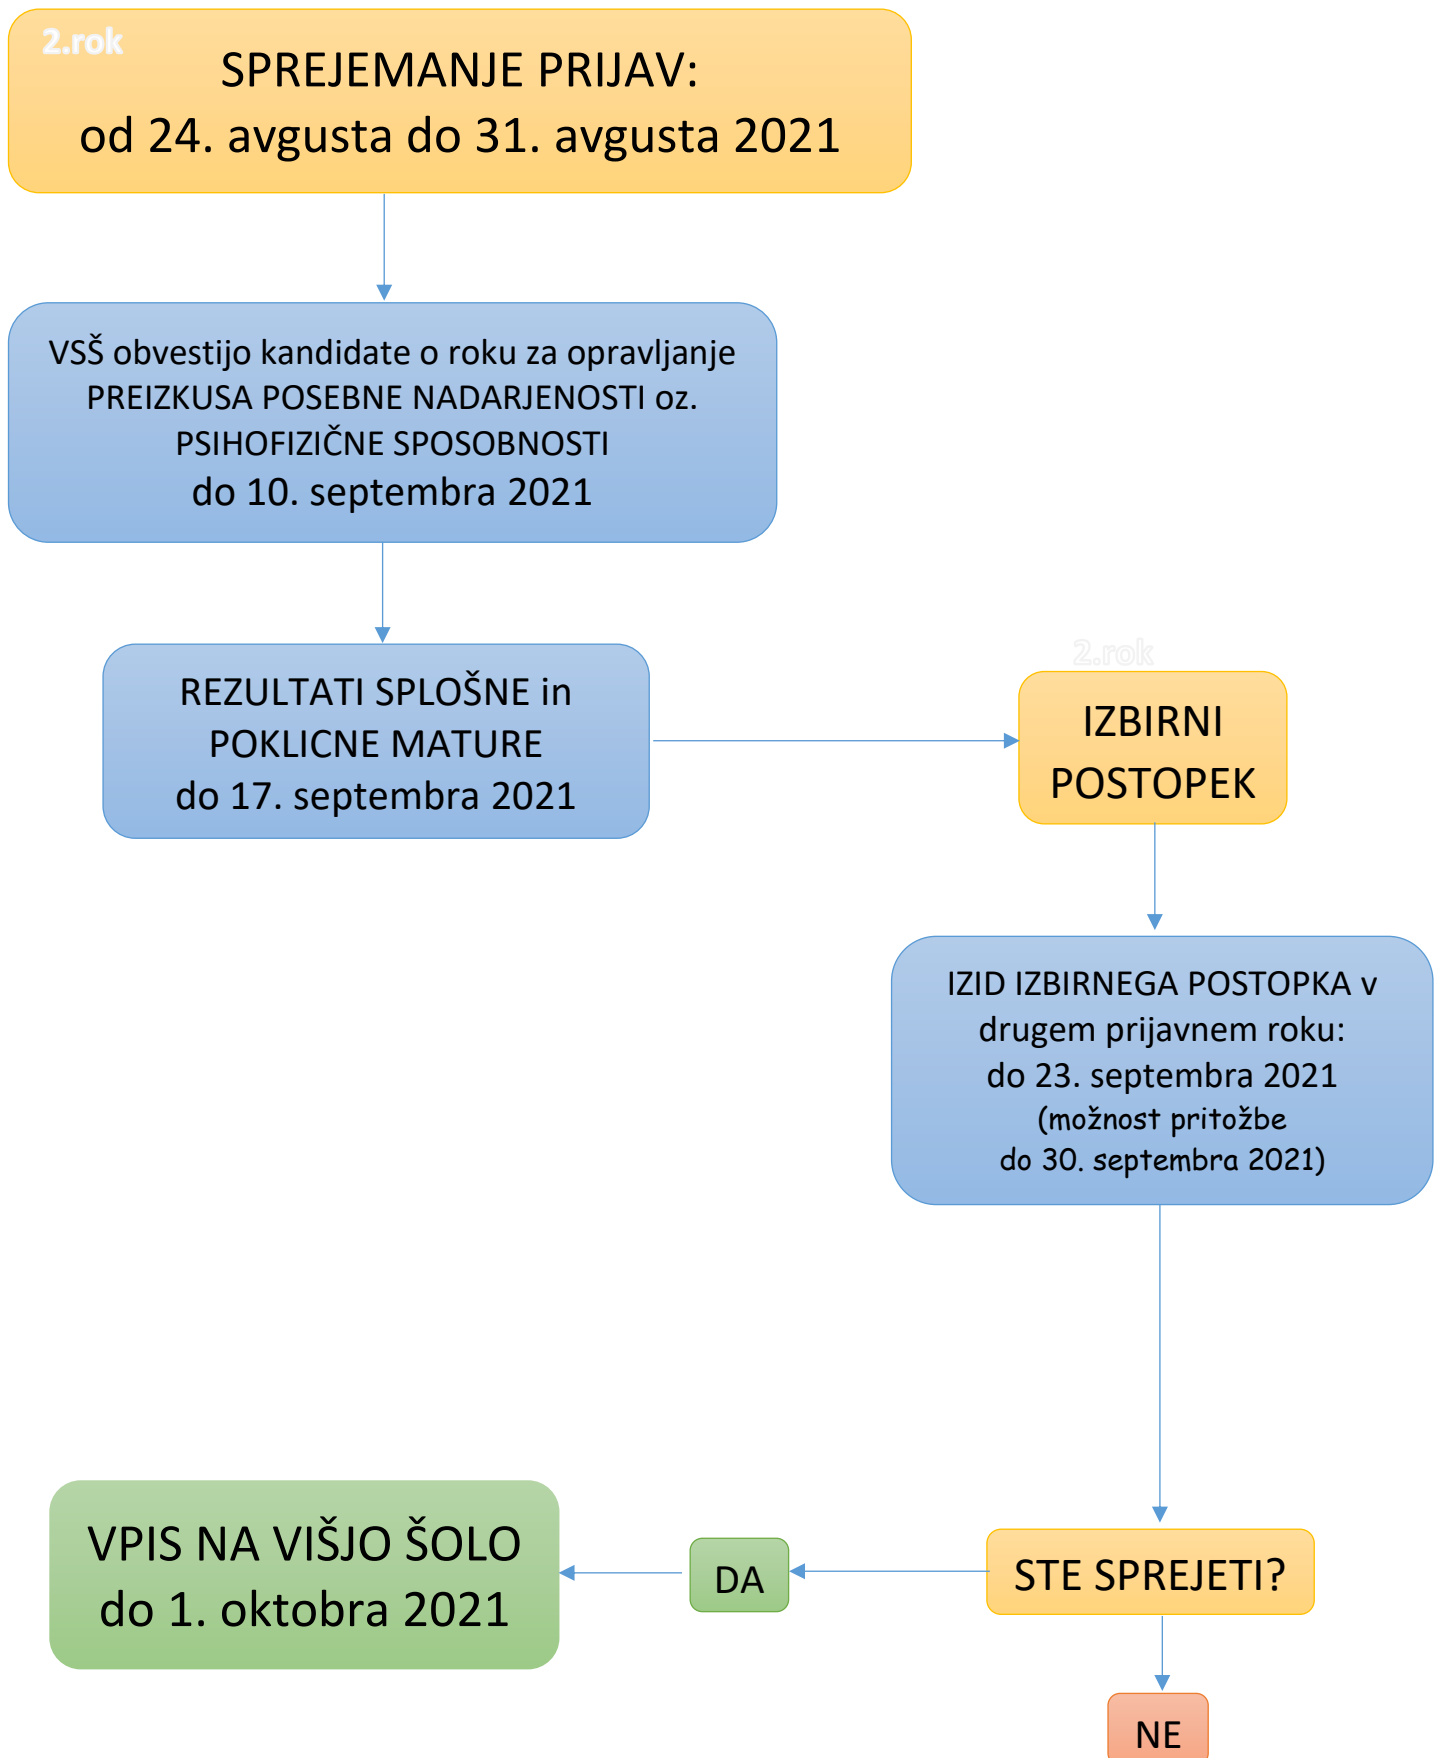 2.rok
SPREJEMANJE PRIJAV:
od 24. avgusta do 31. avgusta 2021
VSŠ obvestijo kandidate o roku za opravljanje
PREIZKUSA POSEBNE NADARJENOSTI oz.
PSIHOFIZIČNE SPOSOBNOSTI
do 10. septembra 2021
REZULTATI SPLOŠNE in
POKLICNE MATURE
do 17. septembra 2021
2.rok
IZBIRNI
POSTOPEK
IZID IZBIRNEGA POSTOPKA v
drugem prijavnem roku:
do 23. septembra 2021
(možnost pritožbe
do 30. septembra 2021)
STE SPREJETI?
DA
VPIS NA VIŠJO ŠOLO
do 1. oktobra 2021
NE